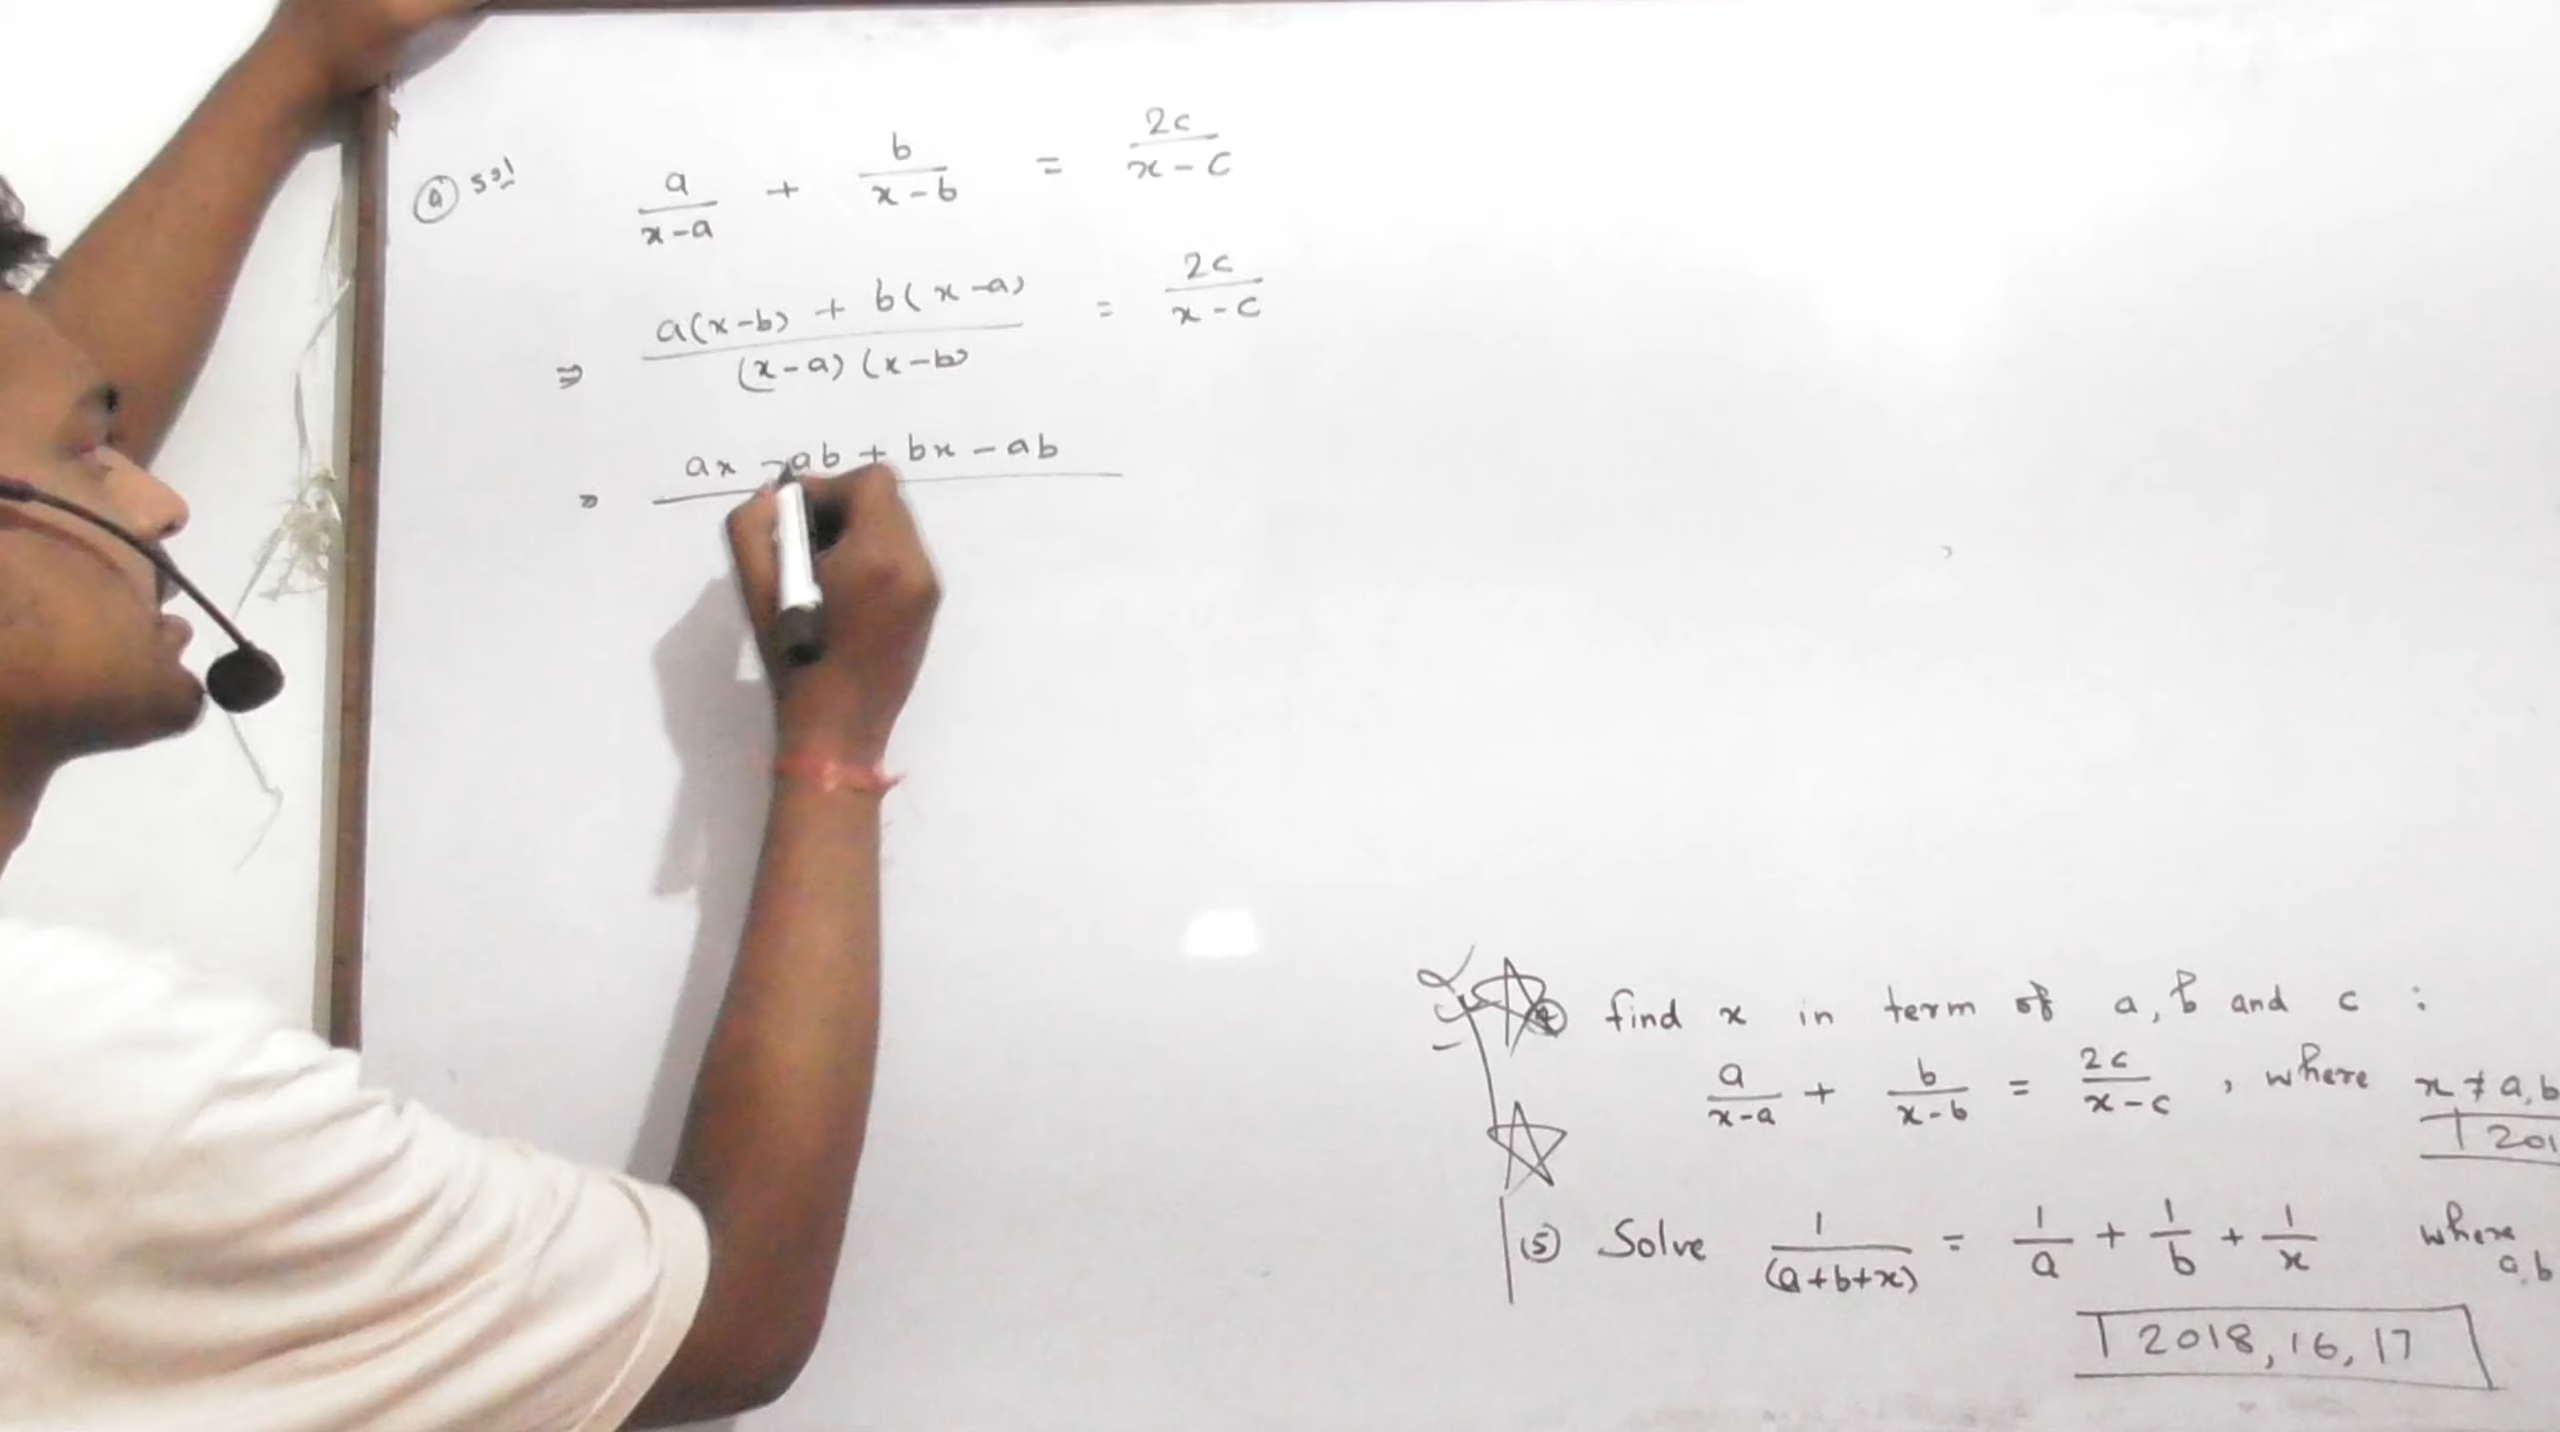 (a) Sol
a/(x-a) + b/(x-b) = 2c/(x-c)
⇒ (a(x-b) + b(x-a))/((x-a)(x-b)) = 2c/(x-c)
⇒ ax - ab + bx - ab
find x in term of a, b and c :
a/(x-a) + b/(x-b) = 2c/(x-c) , where x ≠ a, b
T 201
(5) Solve 1/(a+b+x) = 1/a + 1/b + 1/x where a, b
T 2018, 16, 17